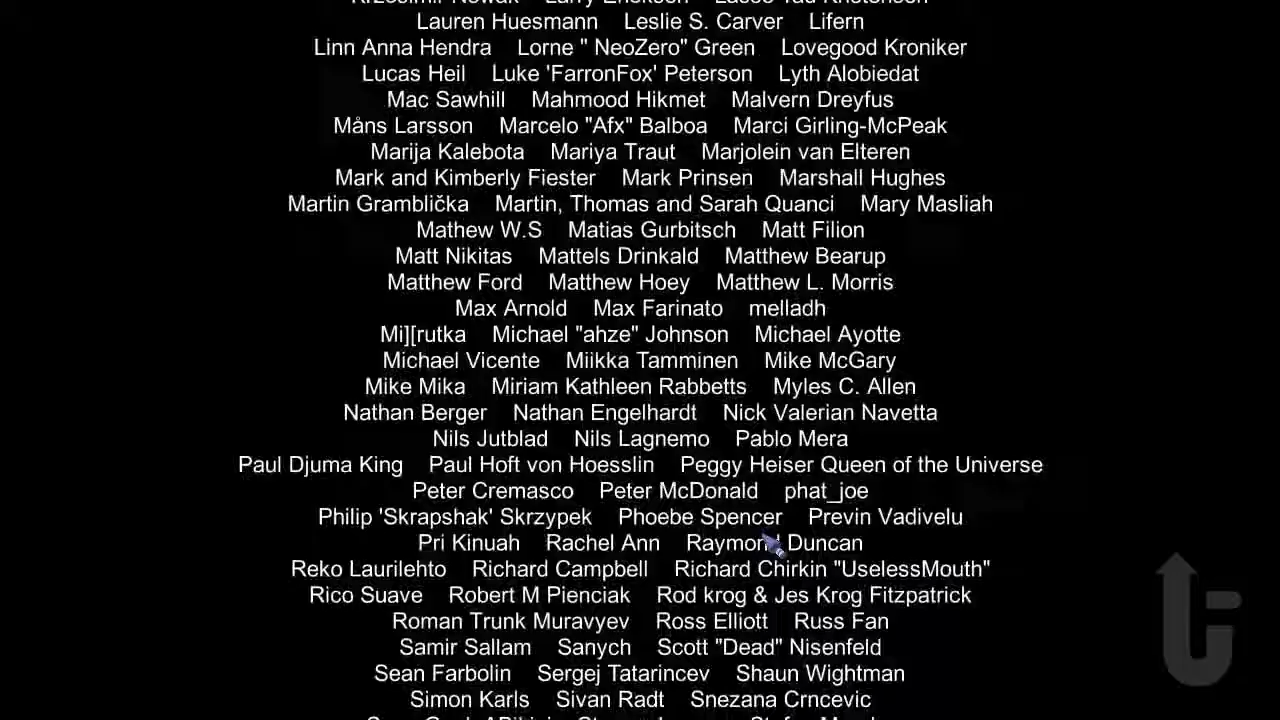 Lauren Huesmann Leslie S. Carver Lifern
Linn Anna Hendra Lorne " NeoZero" Green Lovegood Kroniker
Lucas Heil Luke 'FarronFox' Peterson Lyth Alobiedat
Mac Sawhill Mahmood Hikmet Malvern Dreyfus
Måns Larsson Marcelo "Afx" Balboa Marci Girling-McPeak
Marija Kalebota Mariya Traut Marjolein van Elteren
Mark and Kimberly Fiester Mark Prinsen Marshall Hughes
Martin Gramblička Martin, Thomas and Sarah Quanci Mary Masliah
Mathew W.S Matias Gurbitsch Matt Filion
Matt Nikitas Mattels Drinkald Matthew Bearup
Matthew Ford Matthew Hoey Matthew L. Morris
Max Arnold Max Farinato melladh
Mi][rutka Michael "ahze" Johnson Michael Ayotte
Michael Vicente Miikka Tamminen Mike McGary
Mike Mika Miriam Kathleen Rabbetts Myles C. Allen
Nathan Berger Nathan Engelhardt Nick Valerian Navetta
Nils Jutblad Nils Lagnemo Pablo Mera
Paul Djuma King Paul Hoft von Hoesslin Peggy Heiser Queen of the Universe
Peter Cremasco Peter McDonald phat_joe
Philip 'Skrapshak' Skrzypek Phoebe Spencer Previn Vadivelu
Pri Kinuah Rachel Ann Raymond Duncan
Reko Laurilehto Richard Campbell Richard Chirkin "UselessMouth"
Rico Suave Robert M Pienciak Rod krog & Jes Krog Fitzpatrick
Roman Trunk Muravyev Ross Elliott Russ Fan
Samir Sallam Sanych Scott "Dead" Nisenfeld
Sean Farbolin Sergej Tatarincev Shaun Wightman
Simon Karls Sivan Radt Snezana Crncevic